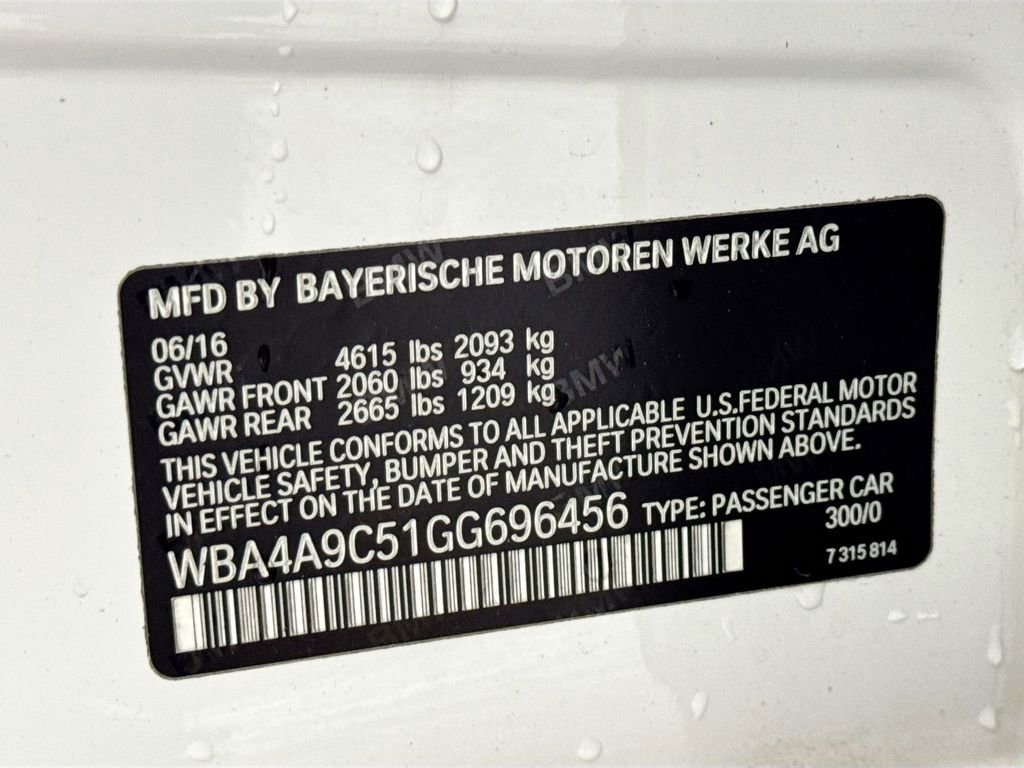 MFD BY BAYERISCHE MOTOREN WERKE AG
06/16
GVWR 4615 lbs 2093 kg
GAWR FRONT 2060 lbs 934 kg
GAWR REAR 2665 lbs 1209 kg
THIS VEHICLE CONFORMS TO ALL APPLICABLE U.S.FEDERAL MOTOR
VEHICLE SAFETY, BUMPER AND THEFT PREVENTION STANDARDS
IN EFFECT ON THE DATE OF MANUFACTURE SHOWN ABOVE.
WBA4A9C51GG696456 TYPE: PASSENGER CAR
300/0
7 315 814
BMW